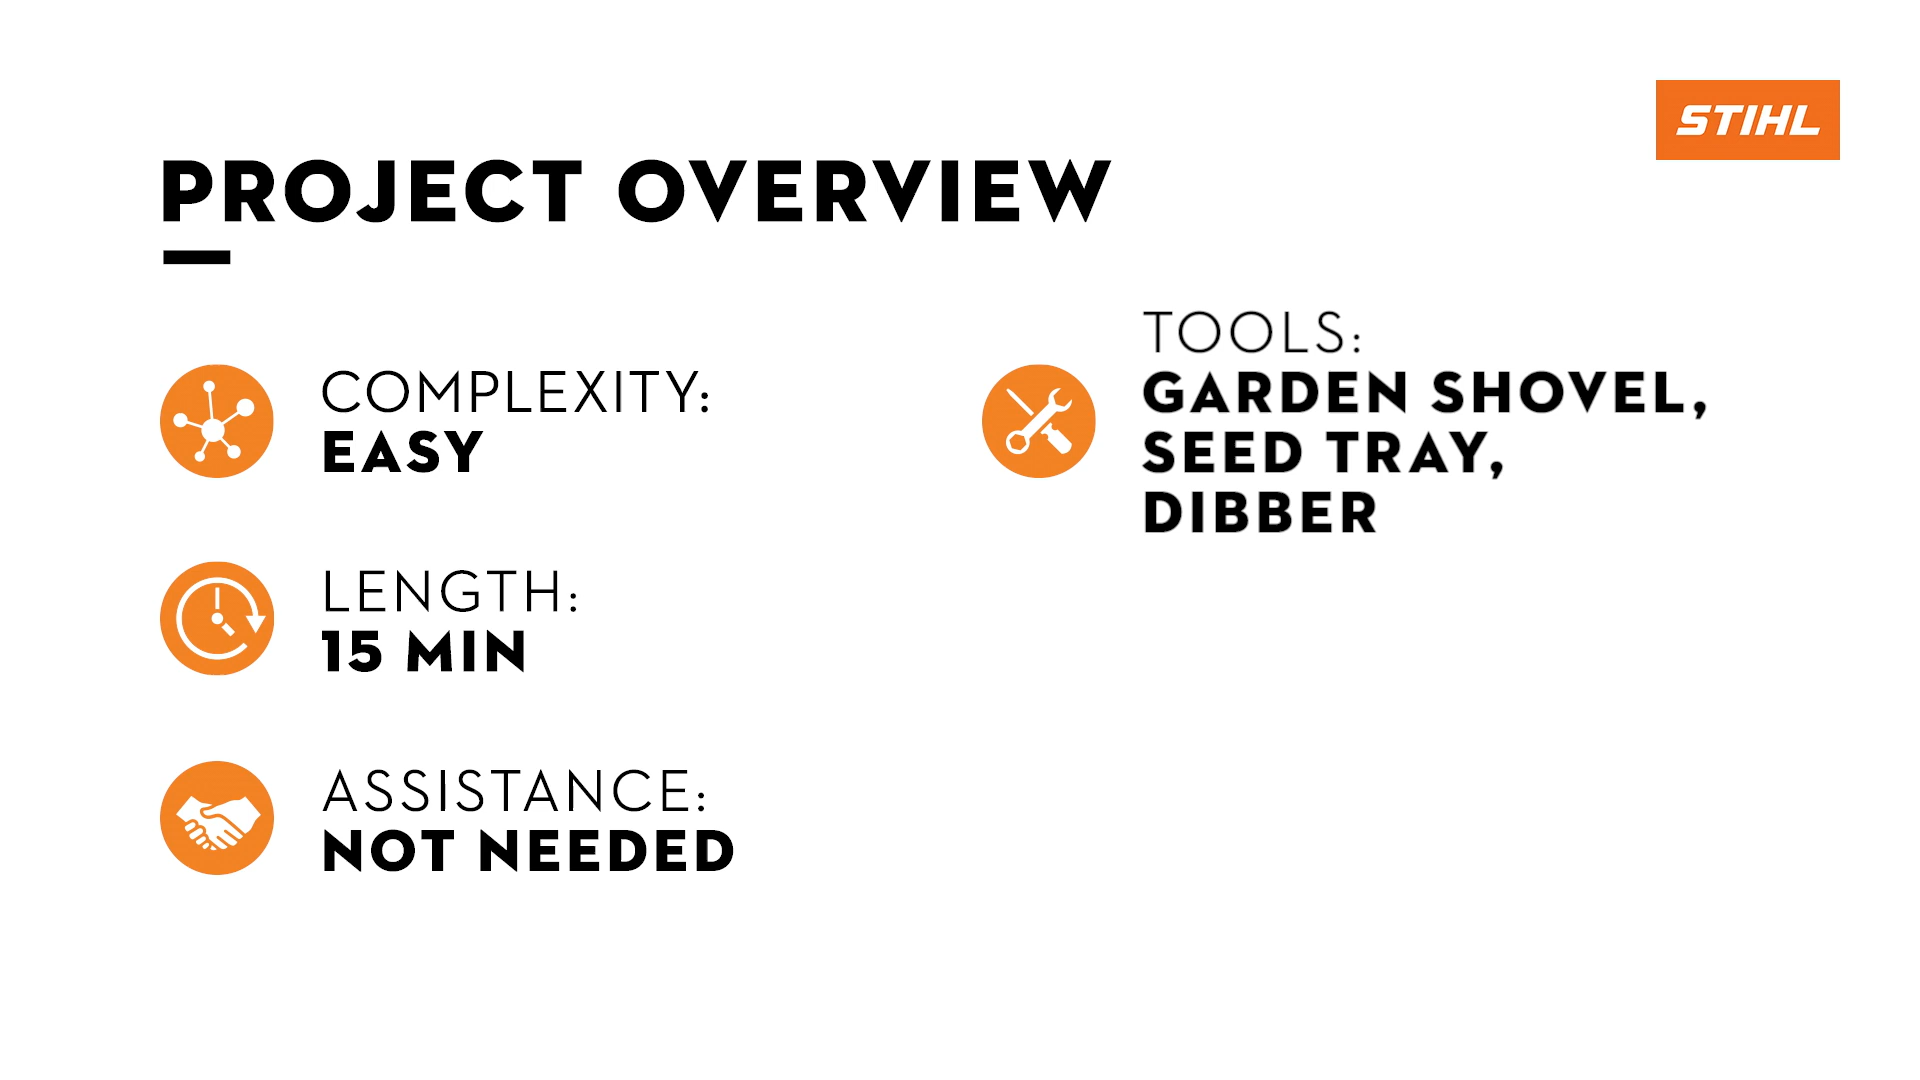 STIHL
PROJECT OVERVIEW
COMPLEXITY:
EASY
LENGTH:
15 MIN
ASSISTANCE:
NOT NEEDED
TOOLS:
GARDEN SHOVEL,
SEED TRAY,
DIBBER